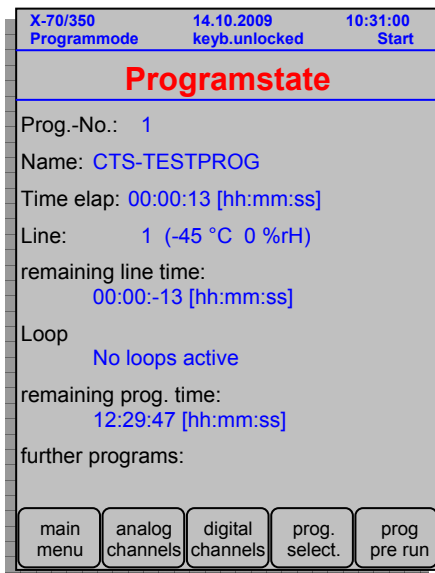 X-70/350 14.10.2009 10:31:00
Programmode keyb.unlocked Start
Programstate
Prog.-No.: 1
Name: CTS-TESTPROG
Time elap: 00:00:13 [hh:mm:ss]
Line: 1 (-45 °C 0 %rH)
remaining line time:
00:00:-13 [hh:mm:ss]
Loop
No loops active
remaining prog. time:
12:29:47 [hh:mm:ss]
further programs:
main analog digital prog. prog
menu channels channels select. pre run